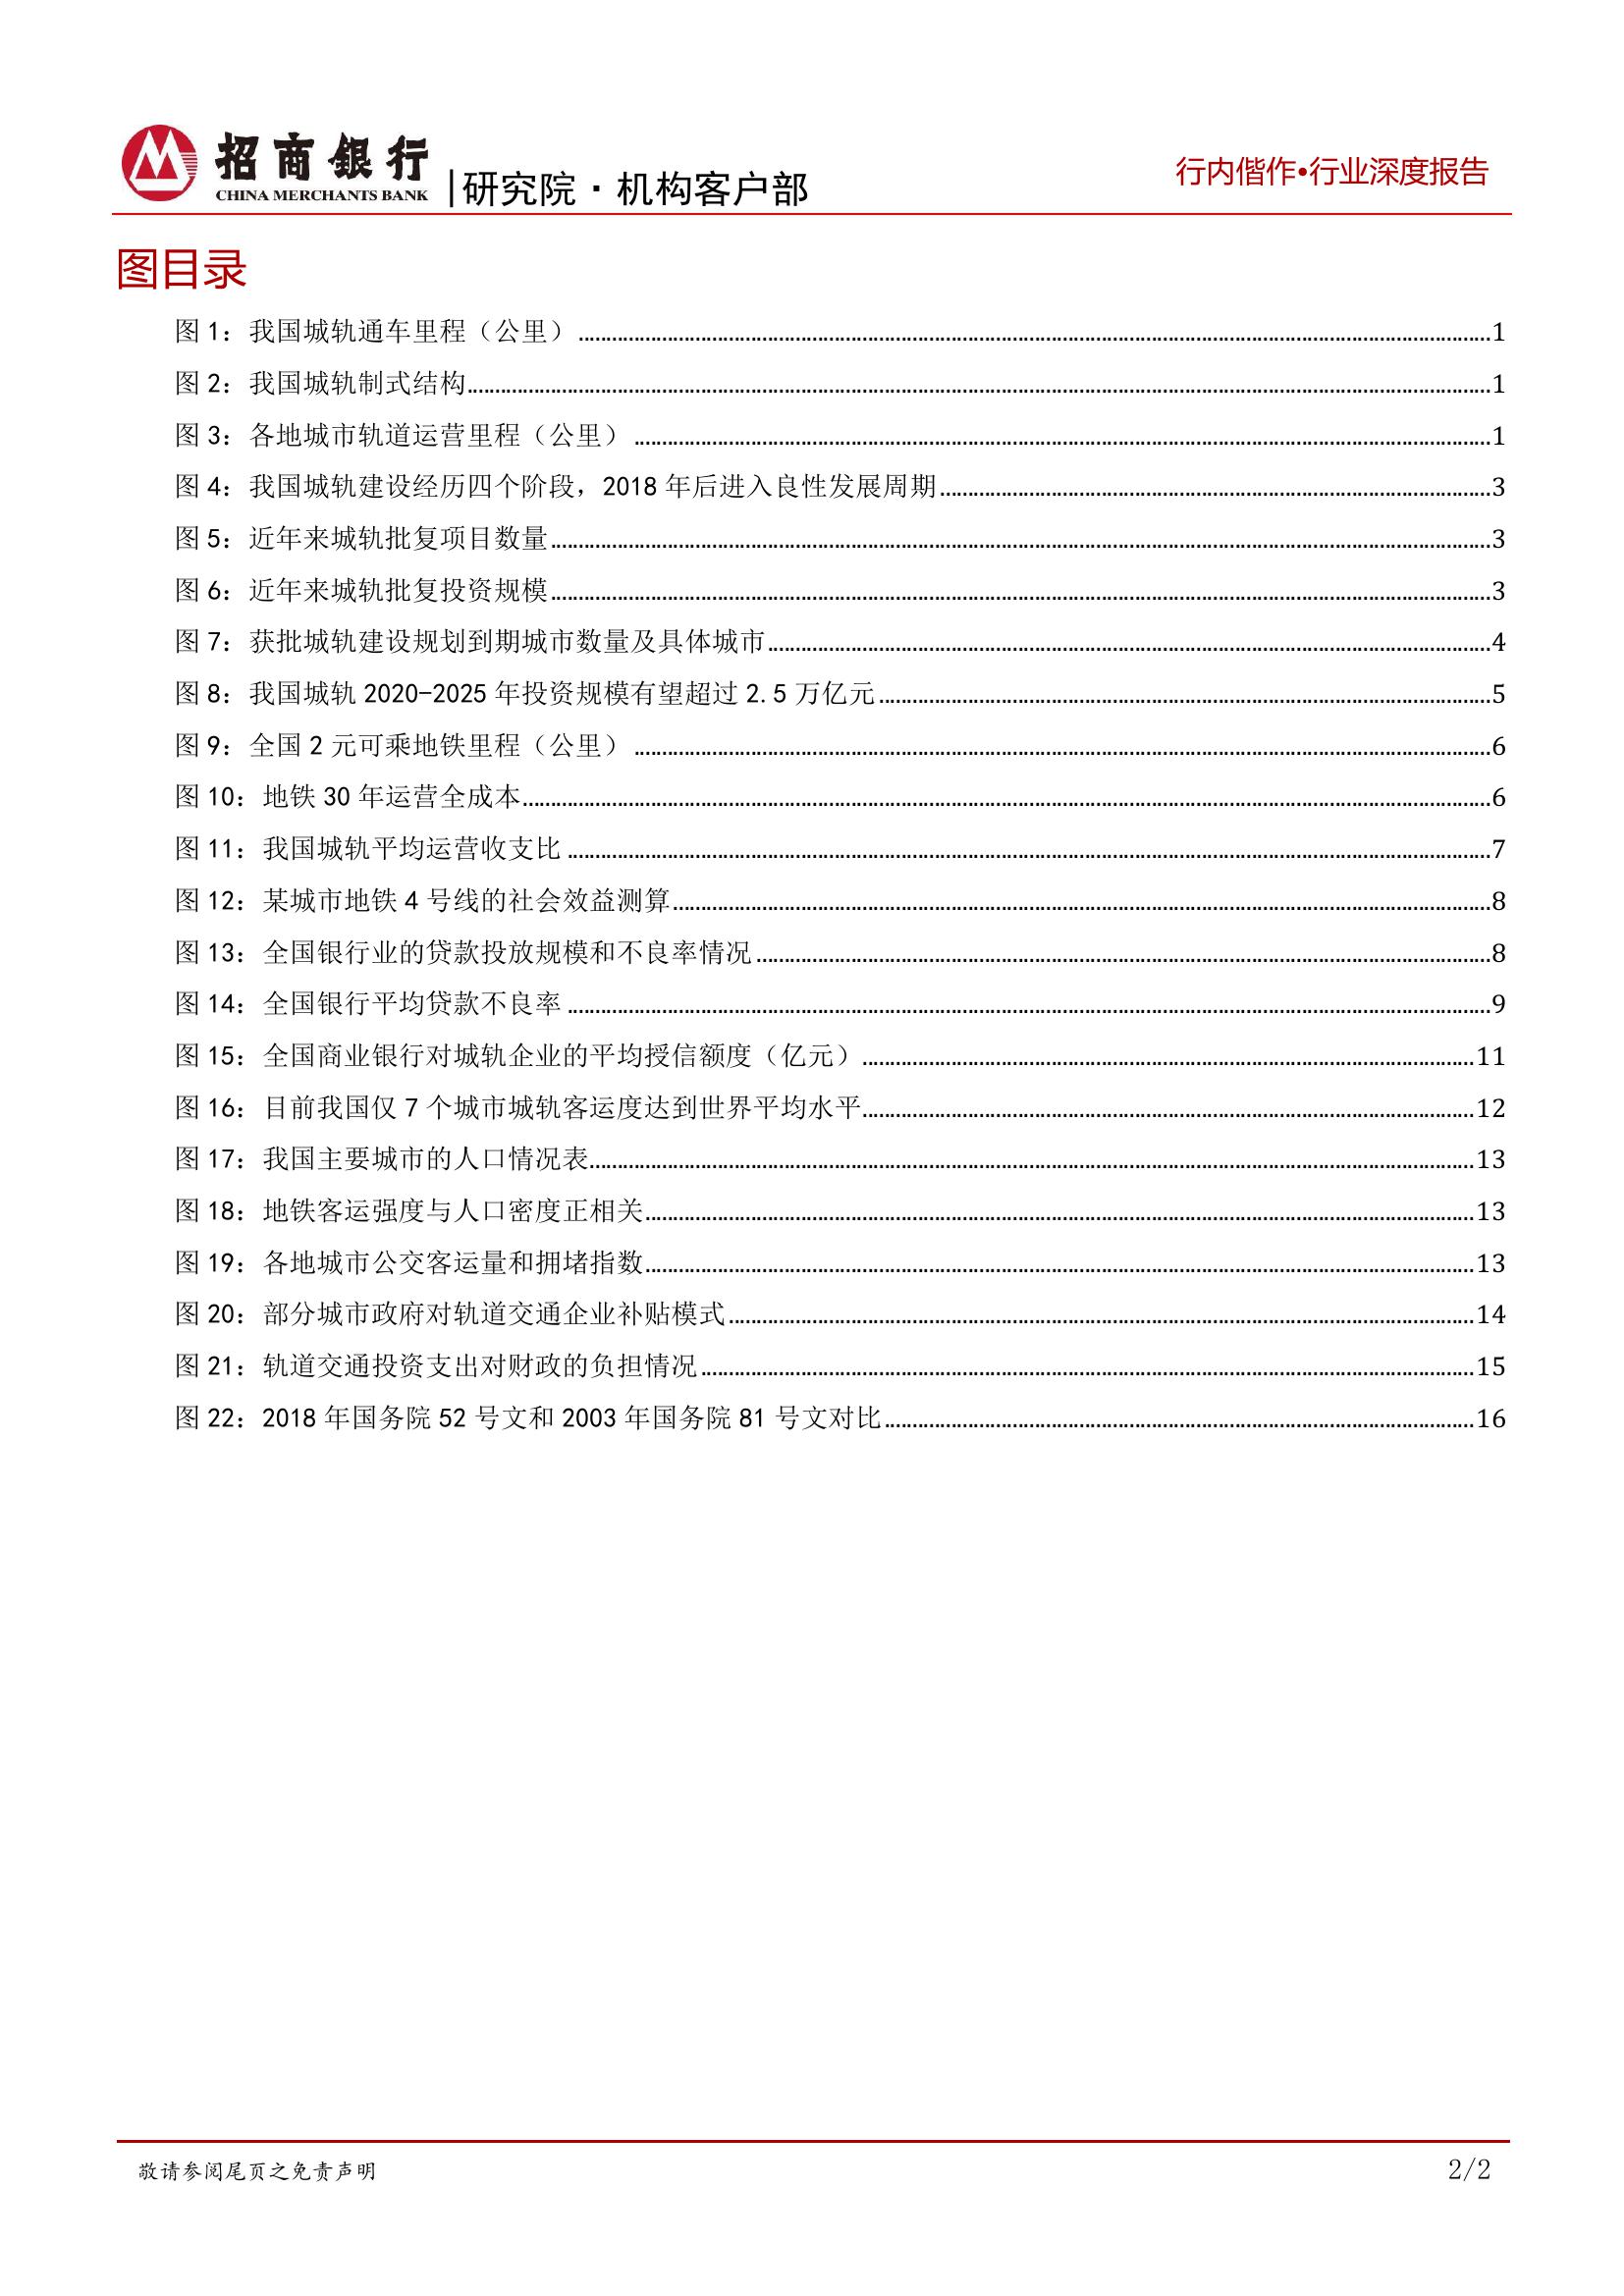 招商银行
CHINA MERCHANTS BANK
|研究院·机构客户部
行内偕作•行业深度报告
图目录
图 1：我国城轨通车里程（公里）1
图 2：我国城轨制式结构1
图 3：各地城市轨道运营里程（公里）1
图 4：我国城轨建设经历四个阶段，2018 年后进入良性发展周期3
图 5：近年来城轨批复项目数量3
图 6：近年来城轨批复投资规模3
图 7：获批城轨建设规划到期城市数量及具体城市4
图 8：我国城轨 2020-2025 年投资规模有望超过 2.5 万亿元5
图 9：全国 2 元可乘地铁里程（公里）6
图 10：地铁 30 年运营全成本6
图 11：我国城轨平均运营收支比7
图 12：某城市地铁 4 号线的社会效益测算8
图 13：全国银行业的贷款投放规模和不良率情况8
图 14：全国银行平均贷款不良率9
图 15：全国商业银行对城轨企业的平均授信额度（亿元）11
图 16：目前我国仅 7 个城市城轨客运度达到世界平均水平12
图 17：我国主要城市的人口情况表13
图 18：地铁客运强度与人口密度正相关13
图 19：各地城市公交客运量和拥堵指数13
图 20：部分城市政府对轨道交通企业补贴模式14
图 21：轨道交通投资支出对财政的负担情况15
图 22：2018 年国务院 52 号文和 2003 年国务院 81 号文对比16
敬请参阅尾页之免责声明
2/2